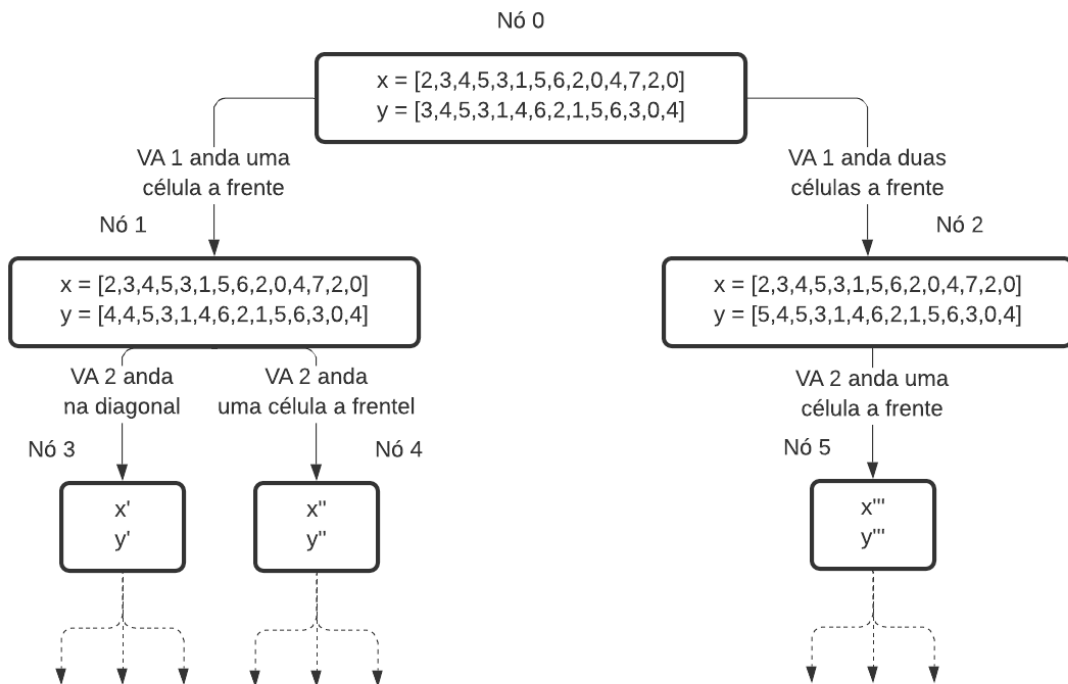 Nó 0
x = [2,3,4,5,3,1,5,6,2,0,4,7,2,0]
y = [3,4,5,3,1,4,6,2,1,5,6,3,0,4]
VA 1 anda uma
célula a frente
VA 1 anda duas
células a frente
Nó 1
Nó 2
x = [2,3,4,5,3,1,5,6,2,0,4,7,2,0]
y = [4,4,5,3,1,4,6,2,1,5,6,3,0,4]
x = [2,3,4,5,3,1,5,6,2,0,4,7,2,0]
y = [5,4,5,3,1,4,6,2,1,5,6,3,0,4]
VA 2 anda
na diagonal
VA 2 anda
uma célula a frentel
VA 2 anda uma
célula a frente
Nó 3
Nó 4
Nó 5
x'
y'
x''
y''
x'''
y'''